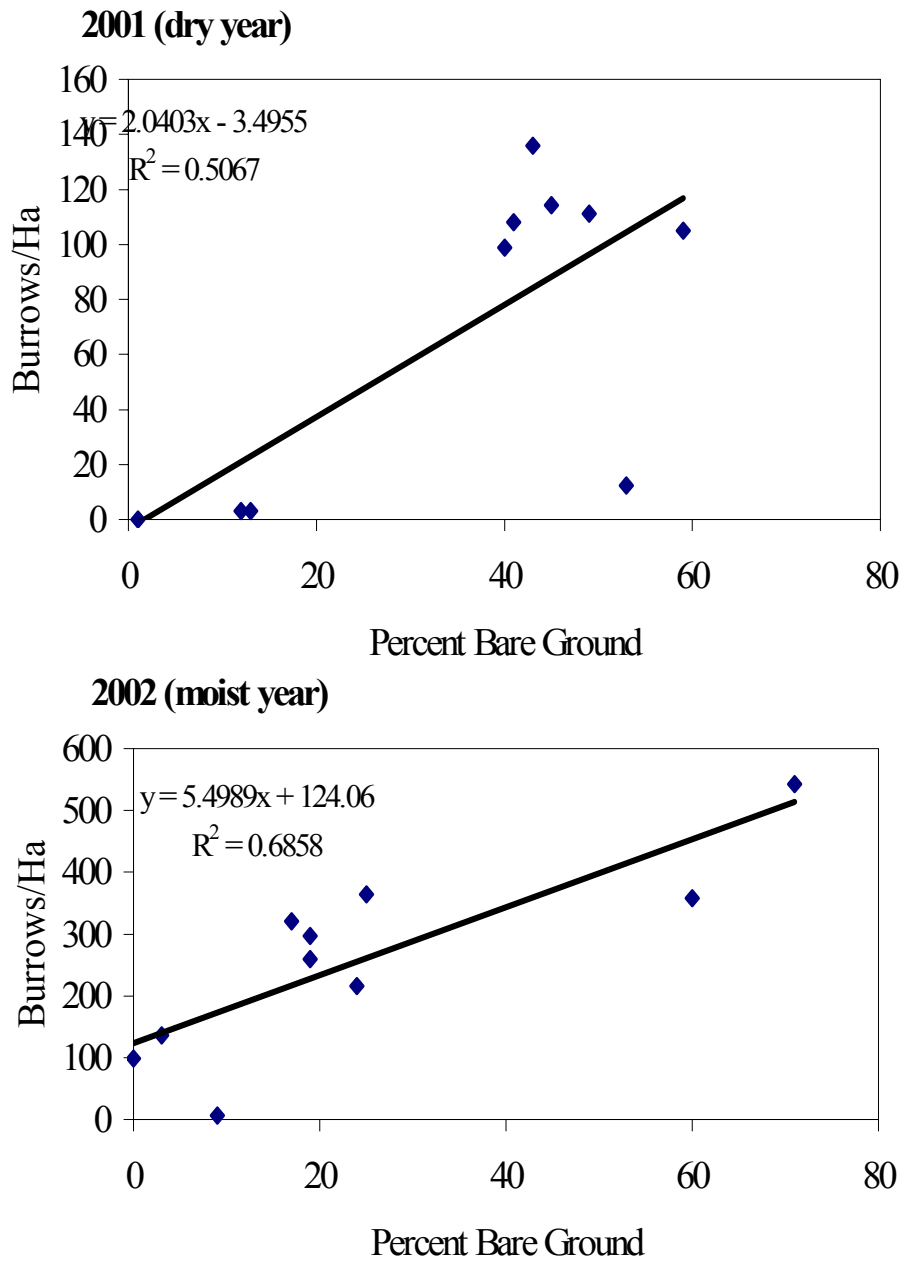 2001 (dry year)
160
140
120
100
80
60
40
20
0
y = 2.0403x - 3.4955
R² = 0.5067
Burrows/Ha
0 20 40 60 80
Percent Bare Ground
2002 (moist year)
600
500
400
300
200
100
0
y = 5.4989x + 124.06
R² = 0.6858
Burrows/Ha
0 20 40 60 80
Percent Bare Ground